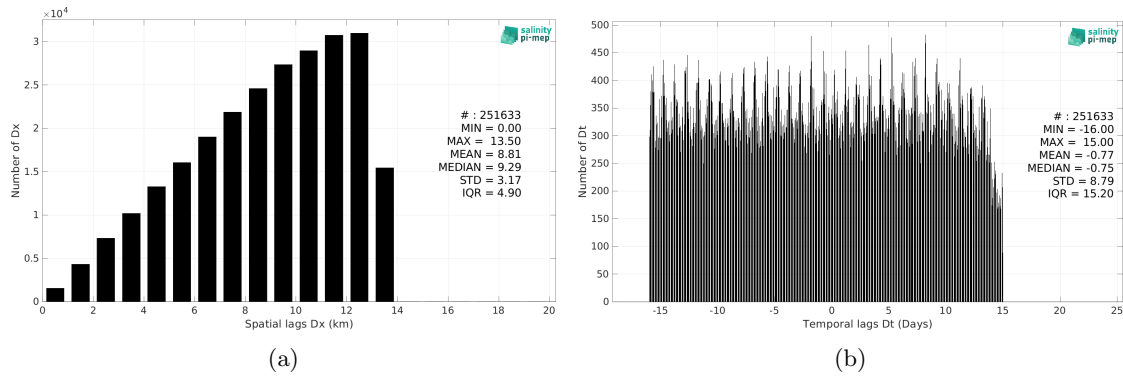 ×10⁴
3
2.5
2
1.5
1
0.5
0
Number of Dx
0 2 4 6 8 10 12 14 16 18 20
Spatial lags Dx (km)
salinity
pi-mep
# : 251633
MIN = 0.00
MAX = 13.50
MEAN = 8.81
MEDIAN = 9.29
STD = 3.17
IQR = 4.90
(a)
500
450
400
350
300
250
200
150
100
50
0
Number of Dt
-15 -10 -5 0 5 10 15 20 25
Temporal lags Dt (Days)
salinity
pi-mep
# : 251633
MIN = -16.00
MAX = 15.00
MEAN = -0.77
MEDIAN = -0.75
STD = 8.79
IQR = 15.20
(b)